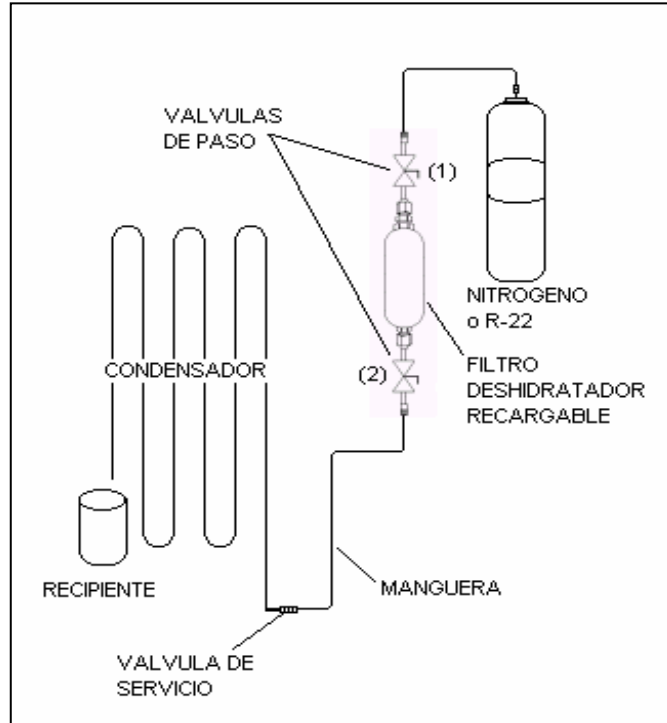 VALVULAS
DE PASO
(1)
NITROGENO
o R-22
CONDENSADOR
(2)
FILTRO
DESHIDRATADOR
RECARGABLE
RECIPIENTE
MANGUERA
VALVULA DE
SERVICIO